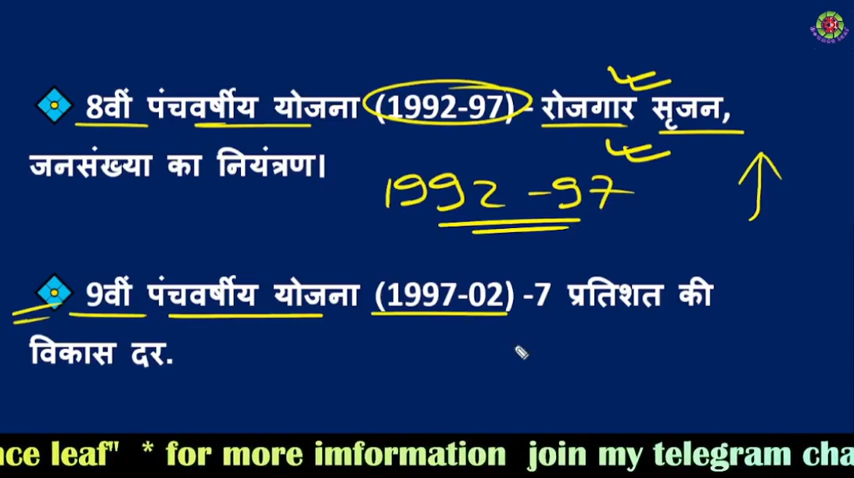 8वीं पंचवर्षीय योजना (1992-97) - रोजगार सृजन,
जनसंख्या का नियंत्रण।
1992 -97
9वीं पंचवर्षीय योजना (1997-02) -7 प्रतिशत की
विकास दर.
nce leaf" * for more imformation join my telegram cha